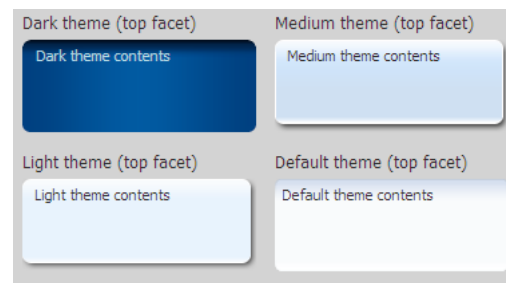 Dark theme (top facet)
Medium theme (top facet)
Dark theme contents
Medium theme contents
Light theme (top facet)
Default theme (top facet)
Light theme contents
Default theme contents